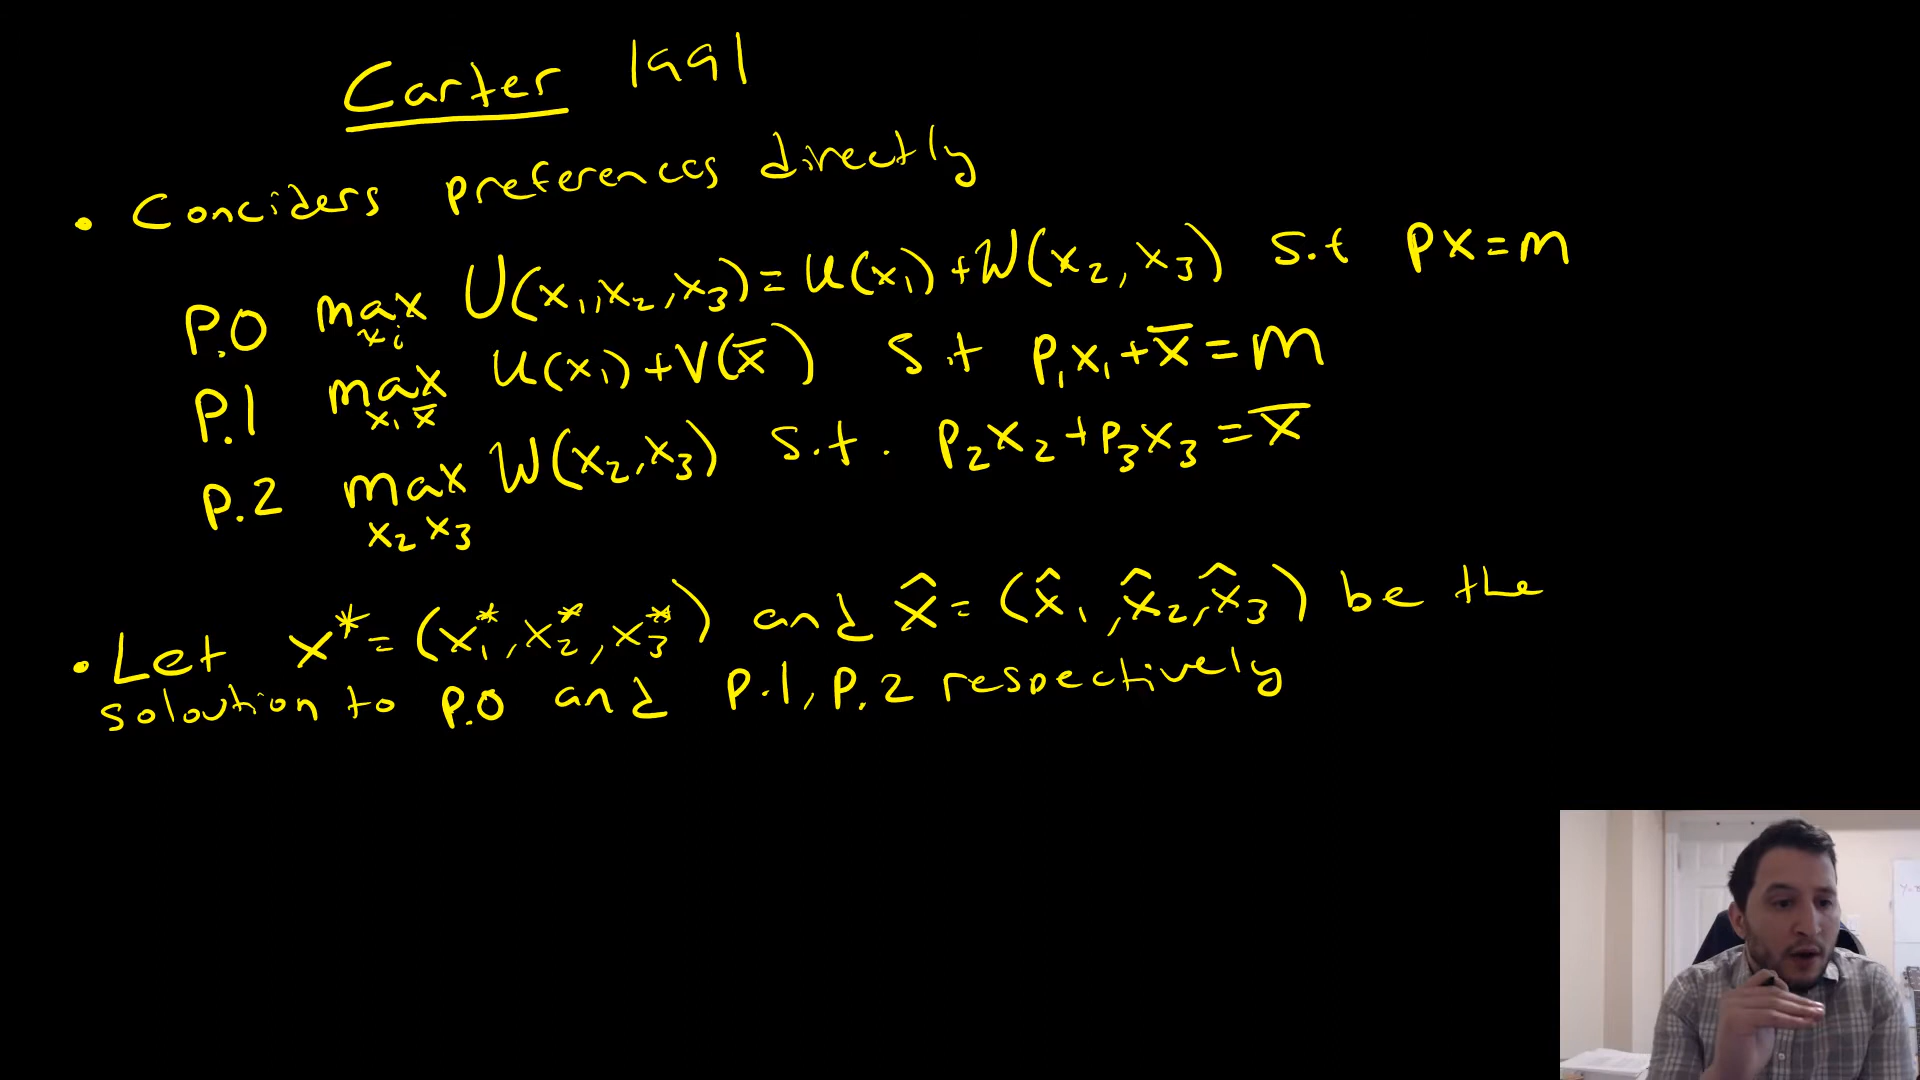 Carter 1991
• Conciders preferences directly
P.0 max U(x₁,x₂,x₃)=u(x₁)+W(x₂,x₃) s.t px=m
xᵢ
P.1 max u(x₁)+V(x̅) s.t p₁x₁+x̅=m
x₁ x̅
P.2 max W(x₂,x₃) s.t. p₂x₂+p₃x₃=x̅
x₂ x₃
• Let x*=(x₁*,x₂*,x₃*) and x̂=(x̂₁,x̂₂,x̂₃) be the
soloution to P.0 and P.1, P.2 respectively